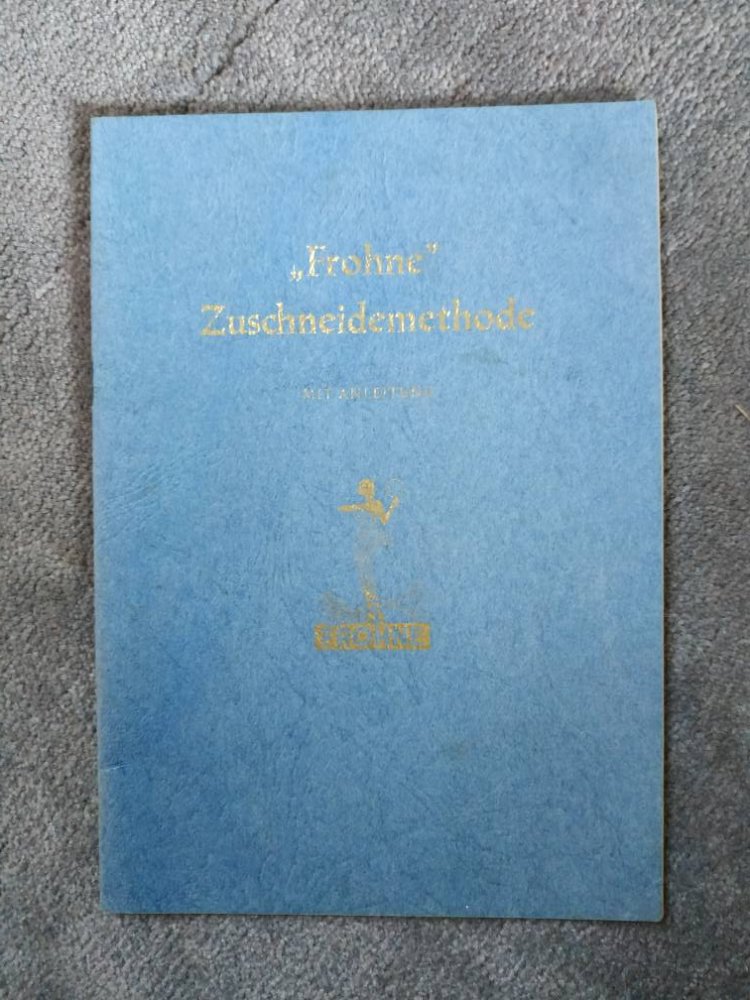 „Frohne“
Zuschneidemethode
MIT ANLEITUNG
FROHNE